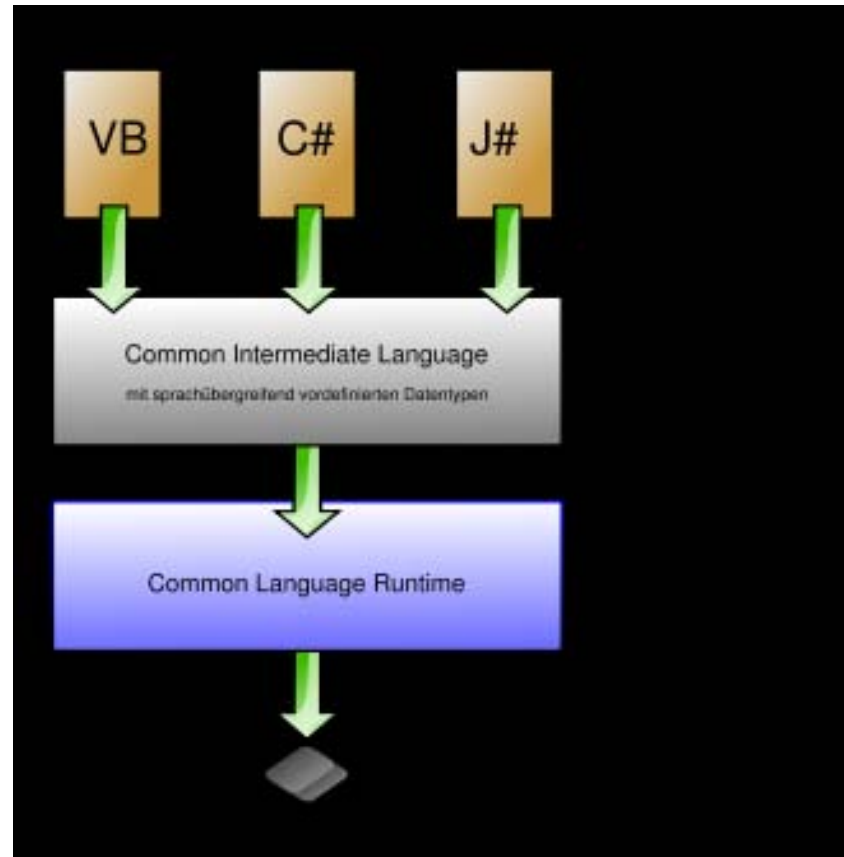 VB
C#
J#
Common Intermediate Language
mit sprachübergreifend vordefinierten Datentypen
Common Language Runtime